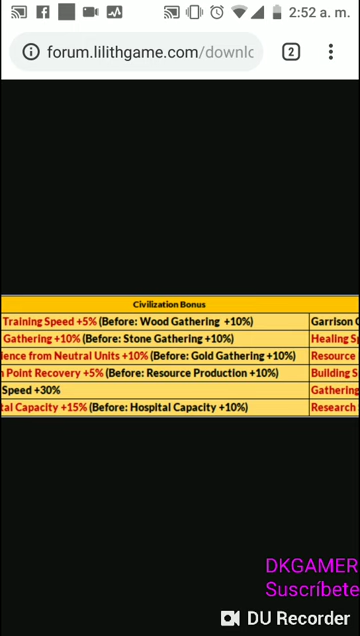 2:52 a. m.
forum.lilithgame.com/downlo
2
Civilization Bonus
Training Speed +5% (Before: Wood Gathering +10%)
Garrison
Gathering +10% (Before: Stone Gathering +10%)
Healing
ience from Neutral Units +10% (Before: Gold Gathering +10%)
Resource
Point Recovery +5% (Before: Resource Production +10%)
Building
Speed +30%
Gathering
tal Capacity +15% (Before: Hospital Capacity +10%)
Research
DKGAMER
Suscríbete
DU Recorder